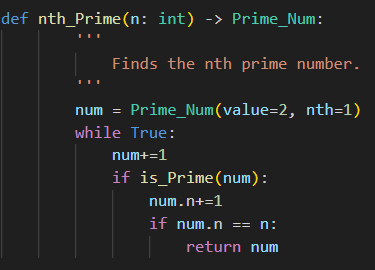 def nth_Prime(n: int) -> Prime_Num:
'''
Finds the nth prime number.
'''
num = Prime_Num(value=2, nth=1)
while True:
num+=1
if is_Prime(num):
num.n+=1
if num.n == n:
return num